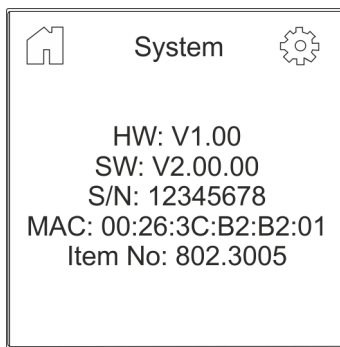 System
HW: V1.00
SW: V2.00.00
S/N: 12345678
MAC: 00:26:3C:B2:B2:01
Item No: 802.3005